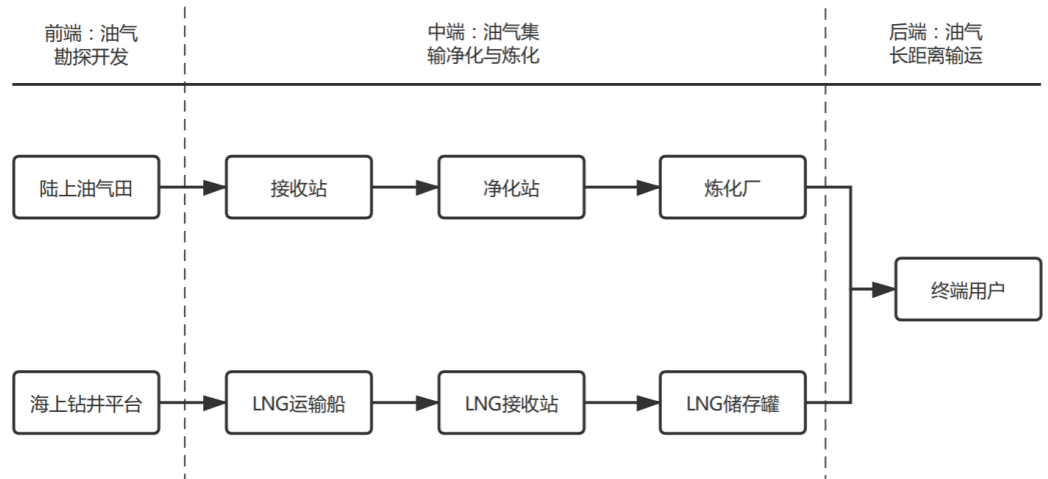 前端：油气
勘探开发
中端：油气集
输净化与炼化
后端：油气
长距离输运
陆上油气田
接收站
净化站
炼化厂
终端用户
海上钻井平台
LNG运输船
LNG接收站
LNG储存罐